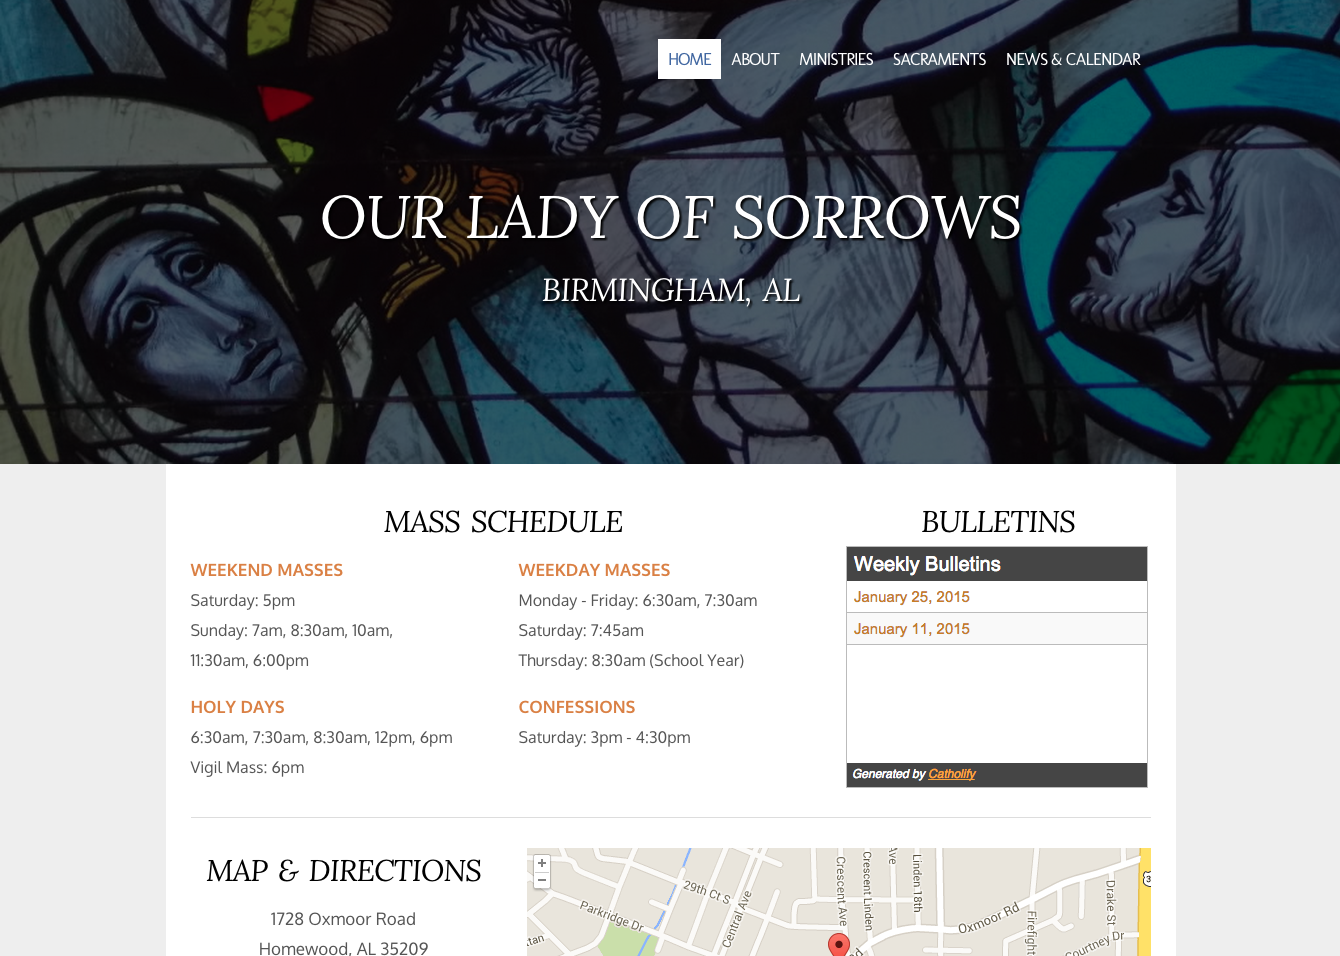 HOME ABOUT MINISTRIES SACRAMENTS NEWS & CALENDAR
OUR LADY OF SORROWS
BIRMINGHAM, AL
MASS SCHEDULE
WEEKEND MASSES
Saturday: 5pm
Sunday: 7am, 8:30am, 10am,
11:30am, 6:00pm
WEEKDAY MASSES
Monday - Friday: 6:30am, 7:30am
Saturday: 7:45am
Thursday: 8:30am (School Year)
HOLY DAYS
6:30am, 7:30am, 8:30am, 12pm, 6pm
Vigil Mass: 6pm
CONFESSIONS
Saturday: 3pm - 4:30pm
BULLETINS
Weekly Bulletins
January 25, 2015
January 11, 2015
Generated by Catholify
MAP & DIRECTIONS
1728 Oxmoor Road
Homewood, AL 35209
+
−
29th Ct S
Parkridge Dr
Central Ave
Crescent Ave
Crescent Linden
Ave
Linden 18th
Oxmoor Rd
Firefight
Drake St
Courtney Dr
Rd
tan